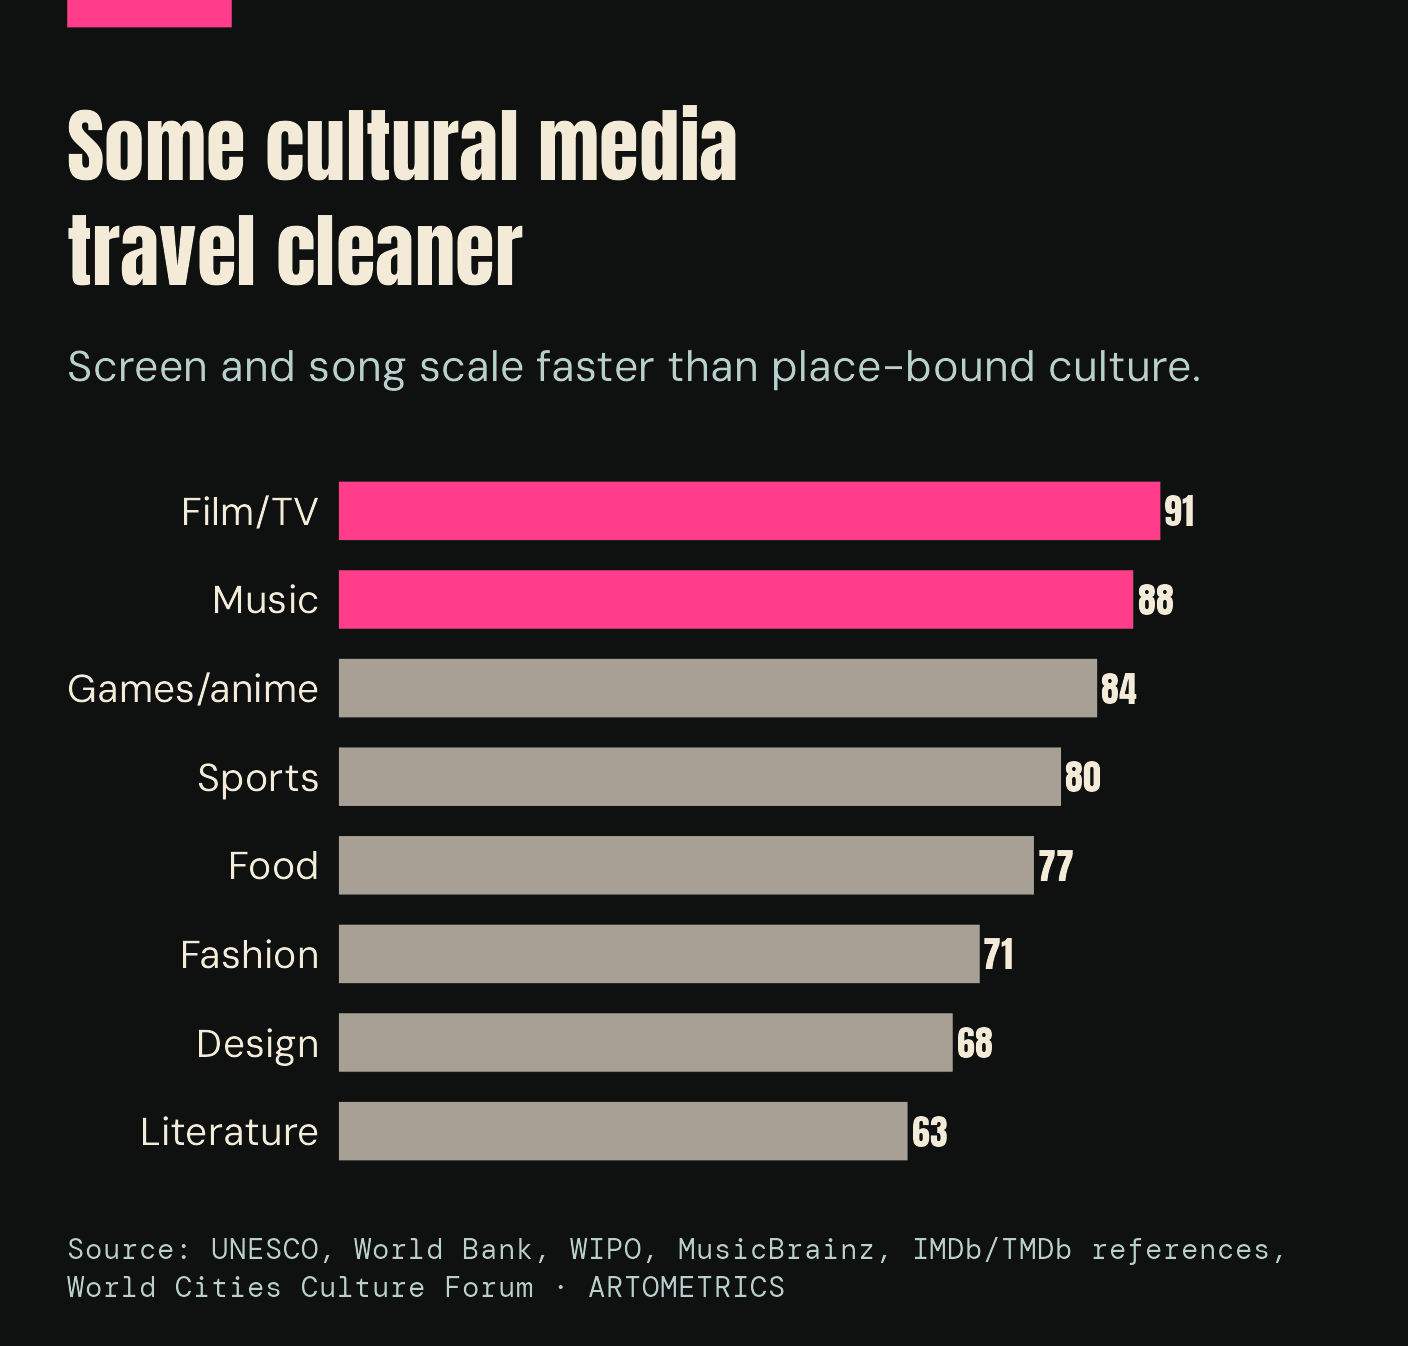 Some cultural media
travel cleaner
Screen and song scale faster than place-bound culture.
Film/TV 91
Music 88
Games/anime 84
Sports 80
Food 77
Fashion 71
Design 68
Literature 63
Source: UNESCO, World Bank, WIPO, MusicBrainz, IMDb/TMDb references,
World Cities Culture Forum · ARTOMETRICS